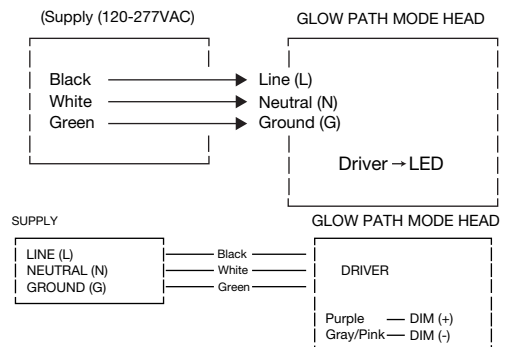 (Supply (120-277VAC)
GLOW PATH MODE HEAD
Black
Line (L)
White
Neutral (N)
Green
Ground (G)
Driver → LED
SUPPLY
GLOW PATH MODE HEAD
LINE (L)
Black
NEUTRAL (N)
White
DRIVER
GROUND (G)
Green
Purple — DIM (+)
Gray/Pink — DIM (-)